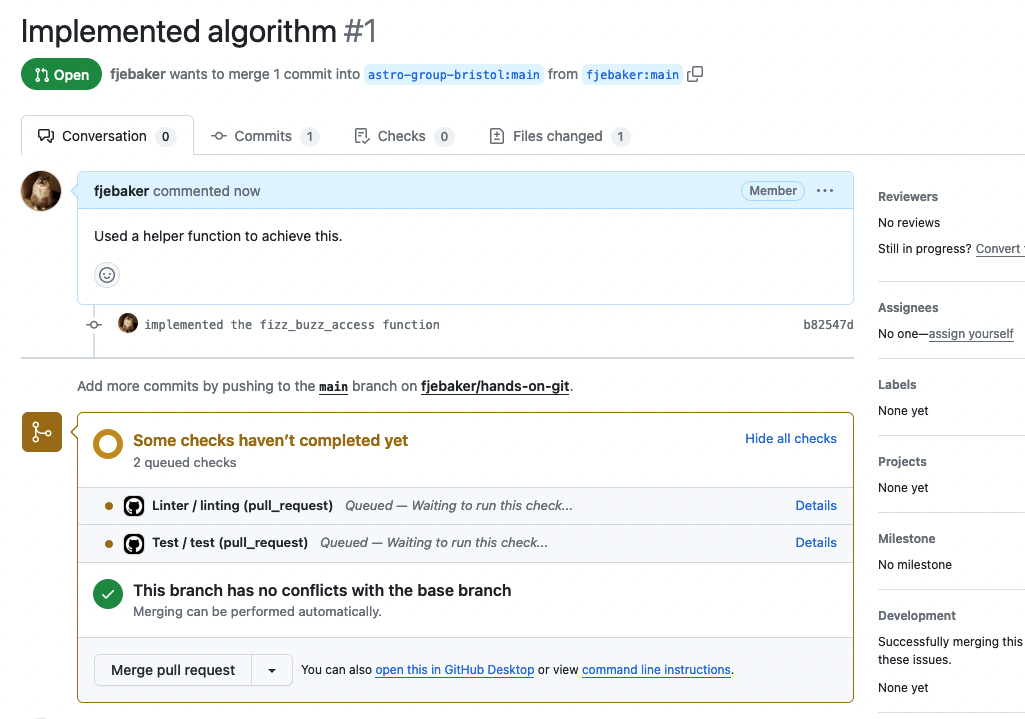 Implemented algorithm #1
Open fjebaker wants to merge 1 commit into astro-group-bristol:main from fjebaker:main
Conversation 0 Commits 1 Checks 0 Files changed 1
fjebaker commented now Member
Used a helper function to achieve this.
implemented the fizz_buzz_access function b82547d
Add more commits by pushing to the main branch on fjebaker/hands-on-git.
Some checks haven't completed yet Hide all checks
2 queued checks
Linter / linting (pull_request) Queued — Waiting to run this check... Details
Test / test (pull_request) Queued — Waiting to run this check... Details
This branch has no conflicts with the base branch
Merging can be performed automatically.
Merge pull request You can also open this in GitHub Desktop or view command line instructions.
Reviewers
No reviews
Still in progress? Convert
Assignees
No one—assign yourself
Labels
None yet
Projects
None yet
Milestone
No milestone
Development
Successfully merging this
these issues.
None yet